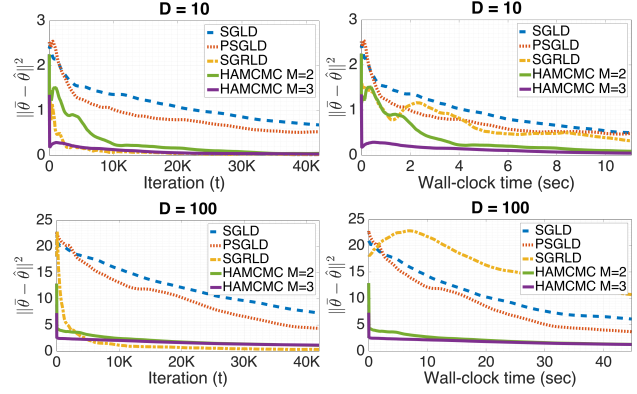 D = 10
||θ̄ - θ̂||²
3
2
1
0
SGLD
PSGLD
SGRLD
HAMCMC M=2
HAMCMC M=3
0 10K 20K 30K 40K
Iteration (t)
D = 10
||θ̄ - θ̂||²
3
2
1
0
SGLD
PSGLD
SGRLD
HAMCMC M=2
HAMCMC M=3
0 2 4 6 8 10
Wall-clock time (sec)
D = 100
||θ̄ - θ̂||²
25
20
15
10
5
0
SGLD
PSGLD
SGRLD
HAMCMC M=2
HAMCMC M=3
0 10K 20K 30K 40K
Iteration (t)
D = 100
||θ̄ - θ̂||²
25
20
15
10
5
0
SGLD
PSGLD
SGRLD
HAMCMC M=2
HAMCMC M=3
0 20 40
Wall-clock time (sec)